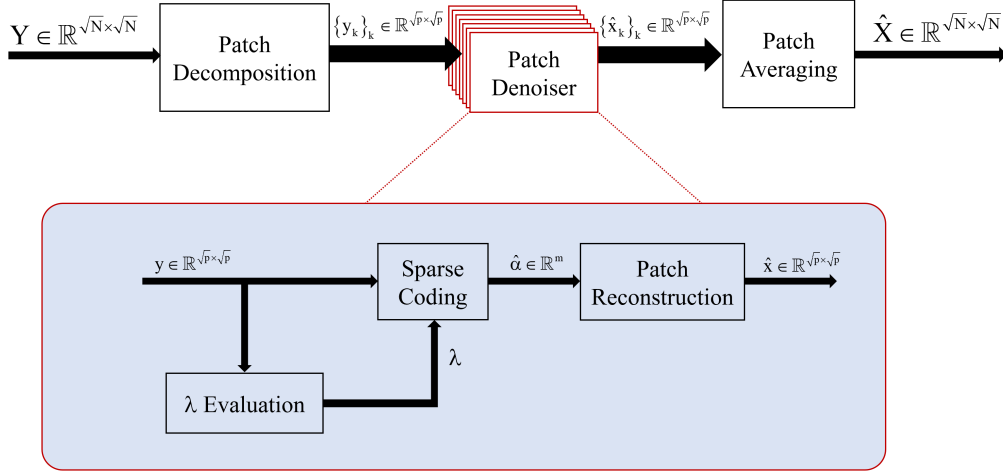 Y ∈ ℝ^{√N×√N}
Patch
Decomposition
{y_k}_k ∈ ℝ^{√p×√p}
Patch
Denoiser
{x̂_k}_k ∈ ℝ^{√p×√p}
Patch
Averaging
X̂ ∈ ℝ^{√N×√N}
y ∈ ℝ^{√p×√p}
Sparse
Coding
α̂ ∈ ℝ^m
Patch
Reconstruction
x̂ ∈ ℝ^{√p×√p}
λ
λ Evaluation